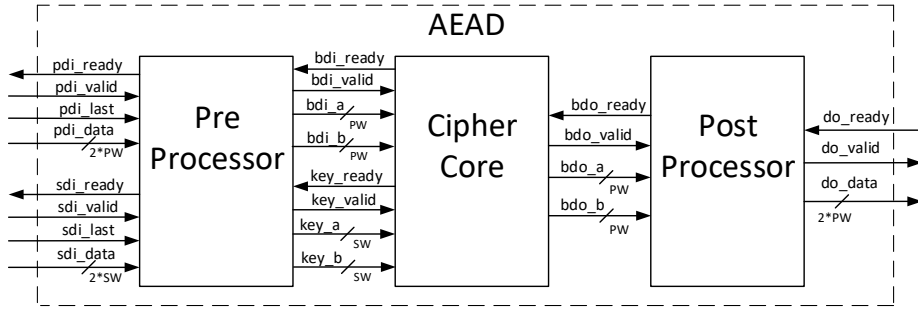 AEAD
pdi_ready
pdi_valid
pdi_last
pdi_data
2*PW
sdi_ready
sdi_valid
sdi_last
sdi_data
2*SW
Pre
Processor
bdi_ready
bdi_valid
bdi_a
PW
bdi_b
PW
key_ready
key_valid
key_a
SW
key_b
SW
Cipher
Core
bdo_ready
bdo_valid
bdo_a
PW
bdo_b
PW
Post
Processor
do_ready
do_valid
do_data
2*PW